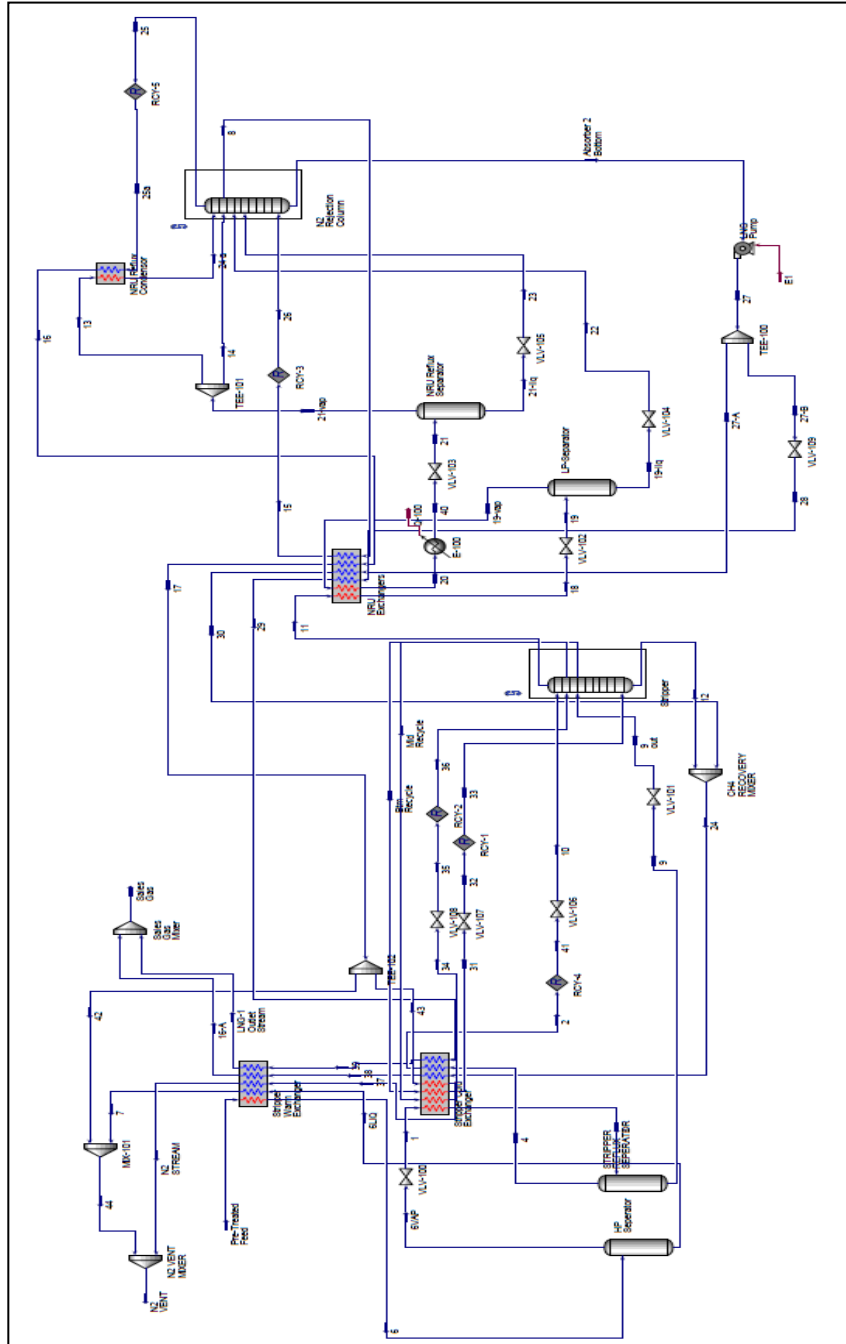 25
RCY-5
25a
8
N2
Rejection
Column
Absorber 2
Bottom
NRU Reflux
Condensor
24-a
16
13
14
TEE-101
26
RCY-3
15
23
22
VLV-105
21-liq
NRU Reflux
Separator
21-vap
21
VLV-103
40
E-100
20
VLV-104
19-liq
LP-Separator
19-vap
19
VLV-102
18
LNG
Pump
E1
27
TEE-100
27-A
27-B
VLV-109
28
NRU
Exchangers
17
30
29
11
Stripper
12
9
out
VLV-101
9
CH4
RECOVERY
MIXER
24
Mid
Recycle
Btm
Recycle
36
RCY-2
33
RCY-1
35
32
VLV-108
VLV-107
34
31
10
VLV-106
41
RCY-4
2
Sales
Gas
Sales
Gas
Mixer
TEE-102
42
43
16-A
LNG-1
Outlet
Stream
39
38
37
Stripper
Warm
Exchanger
Stripper Cold
Exchanger
7
MIX-101
44
N2
STREAM
N2 VENT
MIXER
N2
VENT
Pre-Treated
Feed
6LIQ
1
VLV-100
6VAP
4
STRIPPER
REFLUX
SEPERATOR
HP
Seperator
6